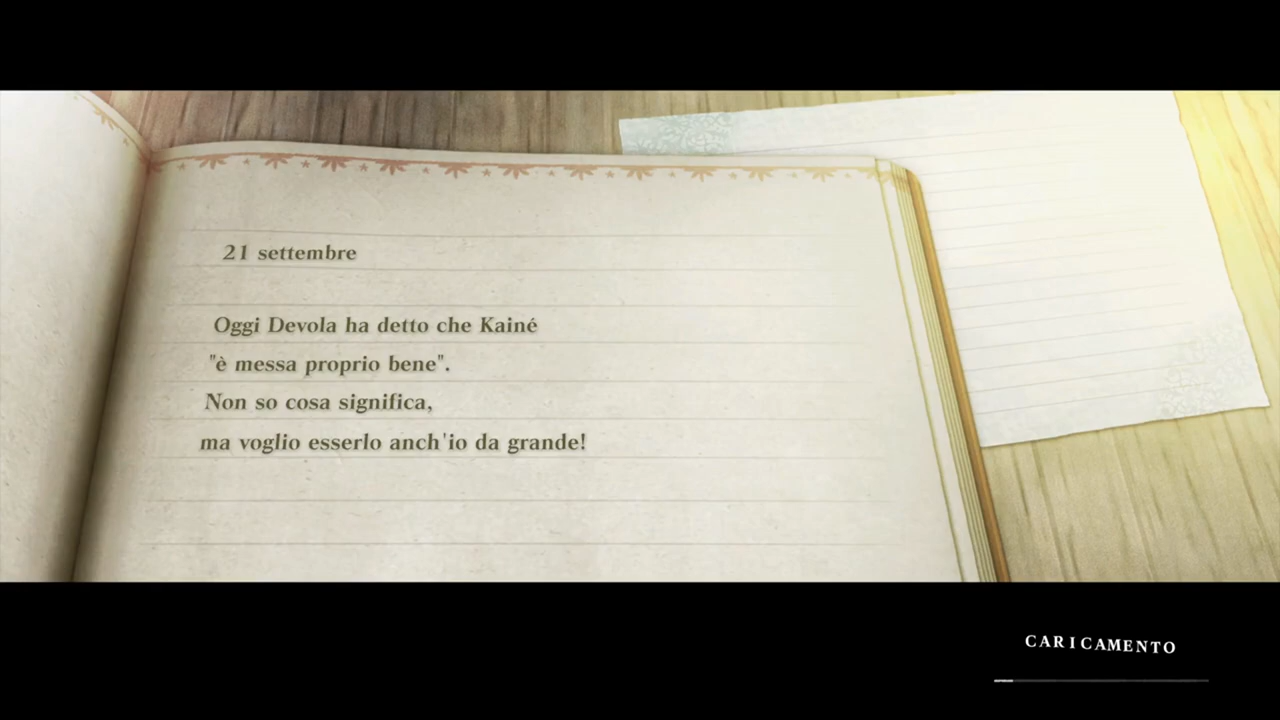 21 settembre
Oggi Devola ha detto che Kainé
"è messa proprio bene".
Non so cosa significa,
ma voglio esserlo anch'io da grande!
CARICAMENTO